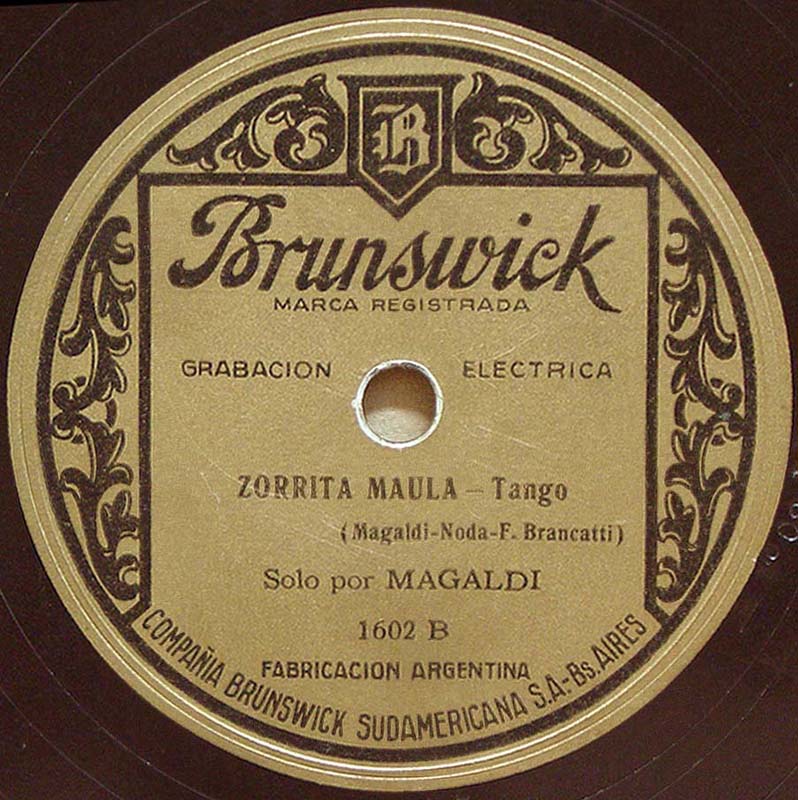 B
Brunswick
MARCA REGISTRADA
GRABACION ELECTRICA
ZORRITA MAULA - Tango
(Magaldi-Noda-F. Brancatti)
Solo por MAGALDI
1602 B
FABRICACION ARGENTINA
COMPAÑIA BRUNSWICK SUDAMERICANA S.A.-Bs. AIRES